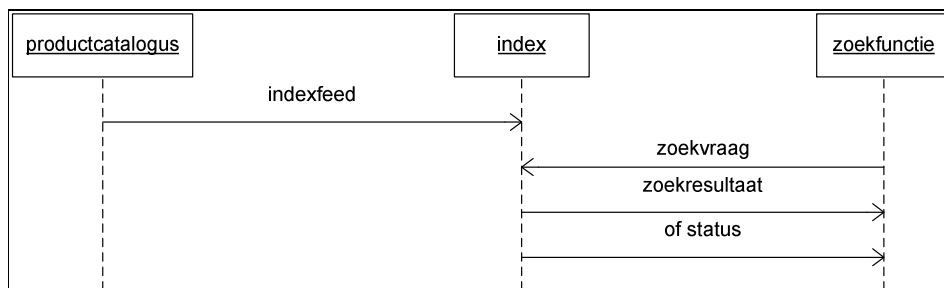 productcatalogus
index
zoekfunctie
indexfeed
zoekvraag
zoekresultaat
of status